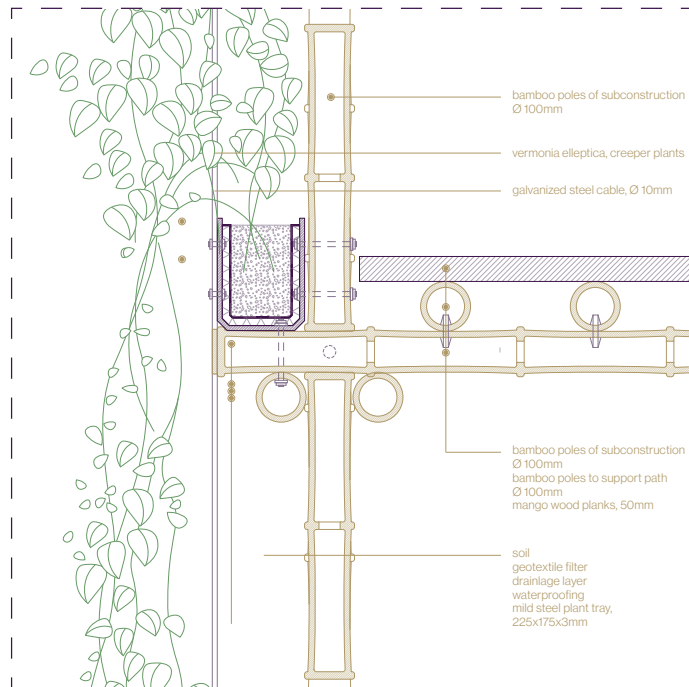 bamboo poles of subconstruction
Ø 100mm
vermonia elleptica, creeper plants
galvanized steel cable, Ø 10mm
bamboo poles of subconstruction
Ø 100mm
bamboo poles to support path
Ø 100mm
mango wood planks, 50mm
soil
geotextile filter
drainage layer
waterproofing
mild steel plant tray,
225x175x3mm